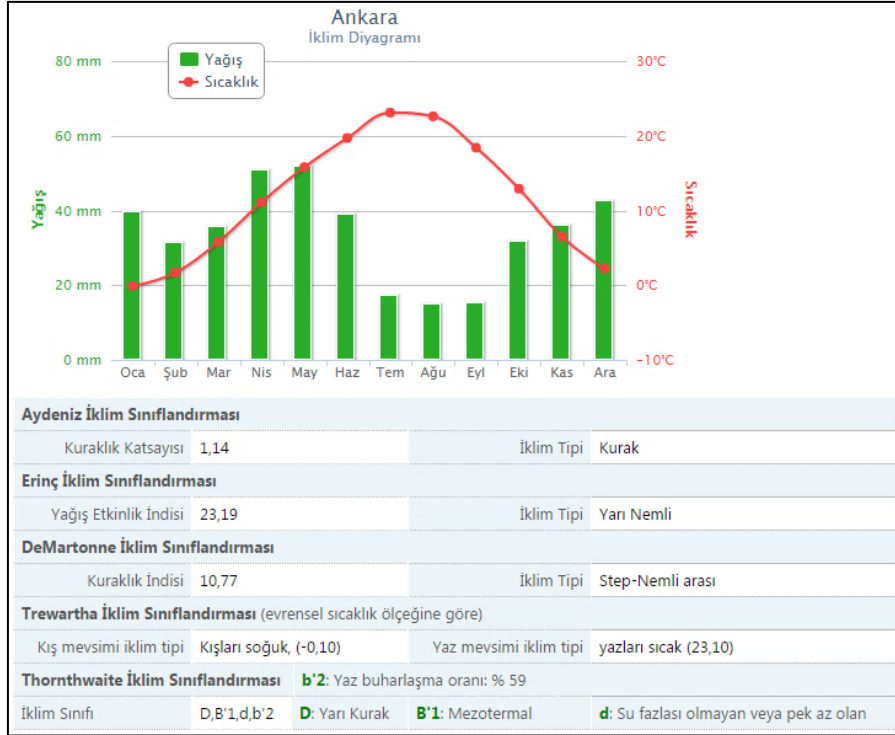 Ankara
İklim Diyagramı
80 mm
60 mm
40 mm
20 mm
0 mm
Yağış
Yağış
Sıcaklık
30°C
20°C
10°C
0°C
−10°C
Sıcaklık
Oca Şub Mar Nis May Haz Tem Ağu Eyl Eki Kas Ara
Aydeniz İklim Sınıflandırması
Kuraklık Katsayısı 1,14 İklim Tipi Kurak
Erinç İklim Sınıflandırması
Yağış Etkinlik İndisi 23,19 İklim Tipi Yarı Nemli
DeMartonne İklim Sınıflandırması
Kuraklık İndisi 10,77 İklim Tipi Step-Nemli arası
Trewartha İklim Sınıflandırması (evrensel sıcaklık ölçeğine göre)
Kış mevsimi iklim tipi Kışları soğuk, (-0,10) Yaz mevsimi iklim tipi yazları sıcak (23,10)
Thornthwaite İklim Sınıflandırması b'2: Yaz buharlaşma oranı: % 59
İklim Sınıfı D,B'1,d,b'2 D: Yarı Kurak B'1: Mezotermal d: Su fazlası olmayan veya pek az olan